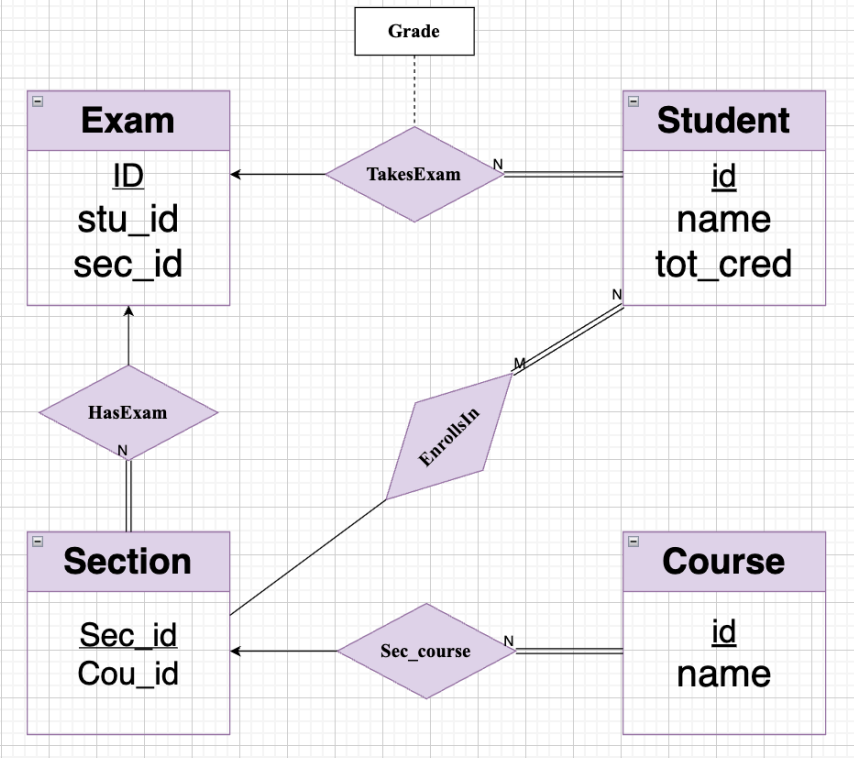 Grade
Exam
ID
stu_id
sec_id
TakesExam
N
Student
id
name
tot_cred
N
M
EnrollsIn
HasExam
N
Section
Sec_id
Cou_id
Sec_course
N
Course
id
name